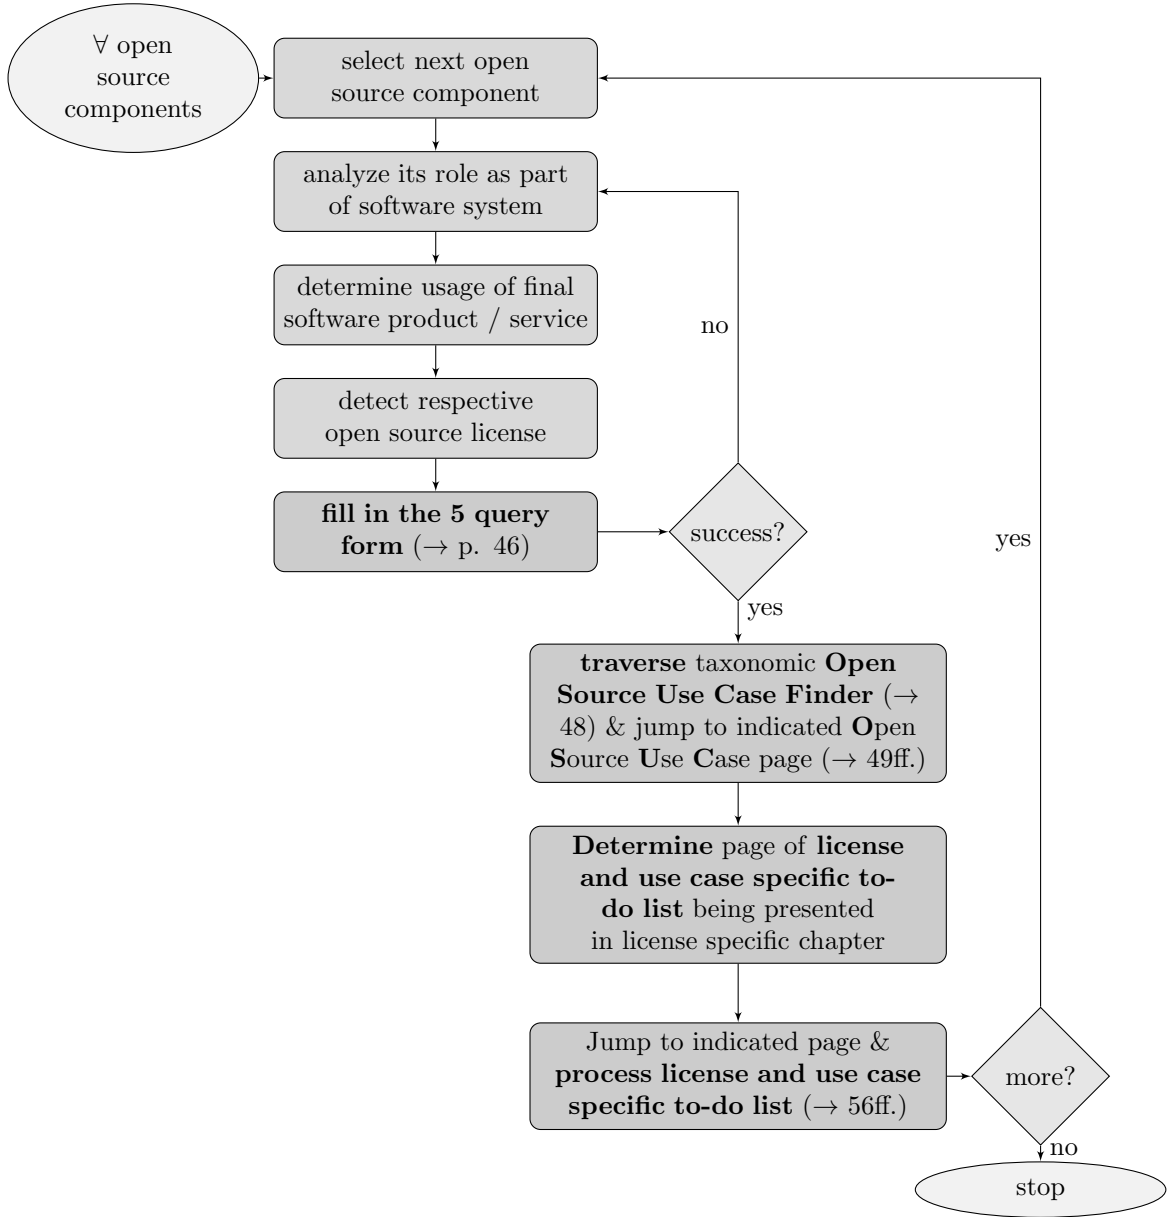 ∀ open
source
components
select next open
source component
analyze its role as part
of software system
determine usage of final
software product / service
no
detect respective
open source license
fill in the 5 query
form (→ p. 46)
success?
yes
yes
traverse taxonomic Open
Source Use Case Finder (→
48) & jump to indicated Open
Source Use Case page (→ 49ff.)
Determine page of license
and use case specific to-
do list being presented
in license specific chapter
Jump to indicated page &
process license and use case
specific to-do list (→ 56ff.)
more?
no
stop